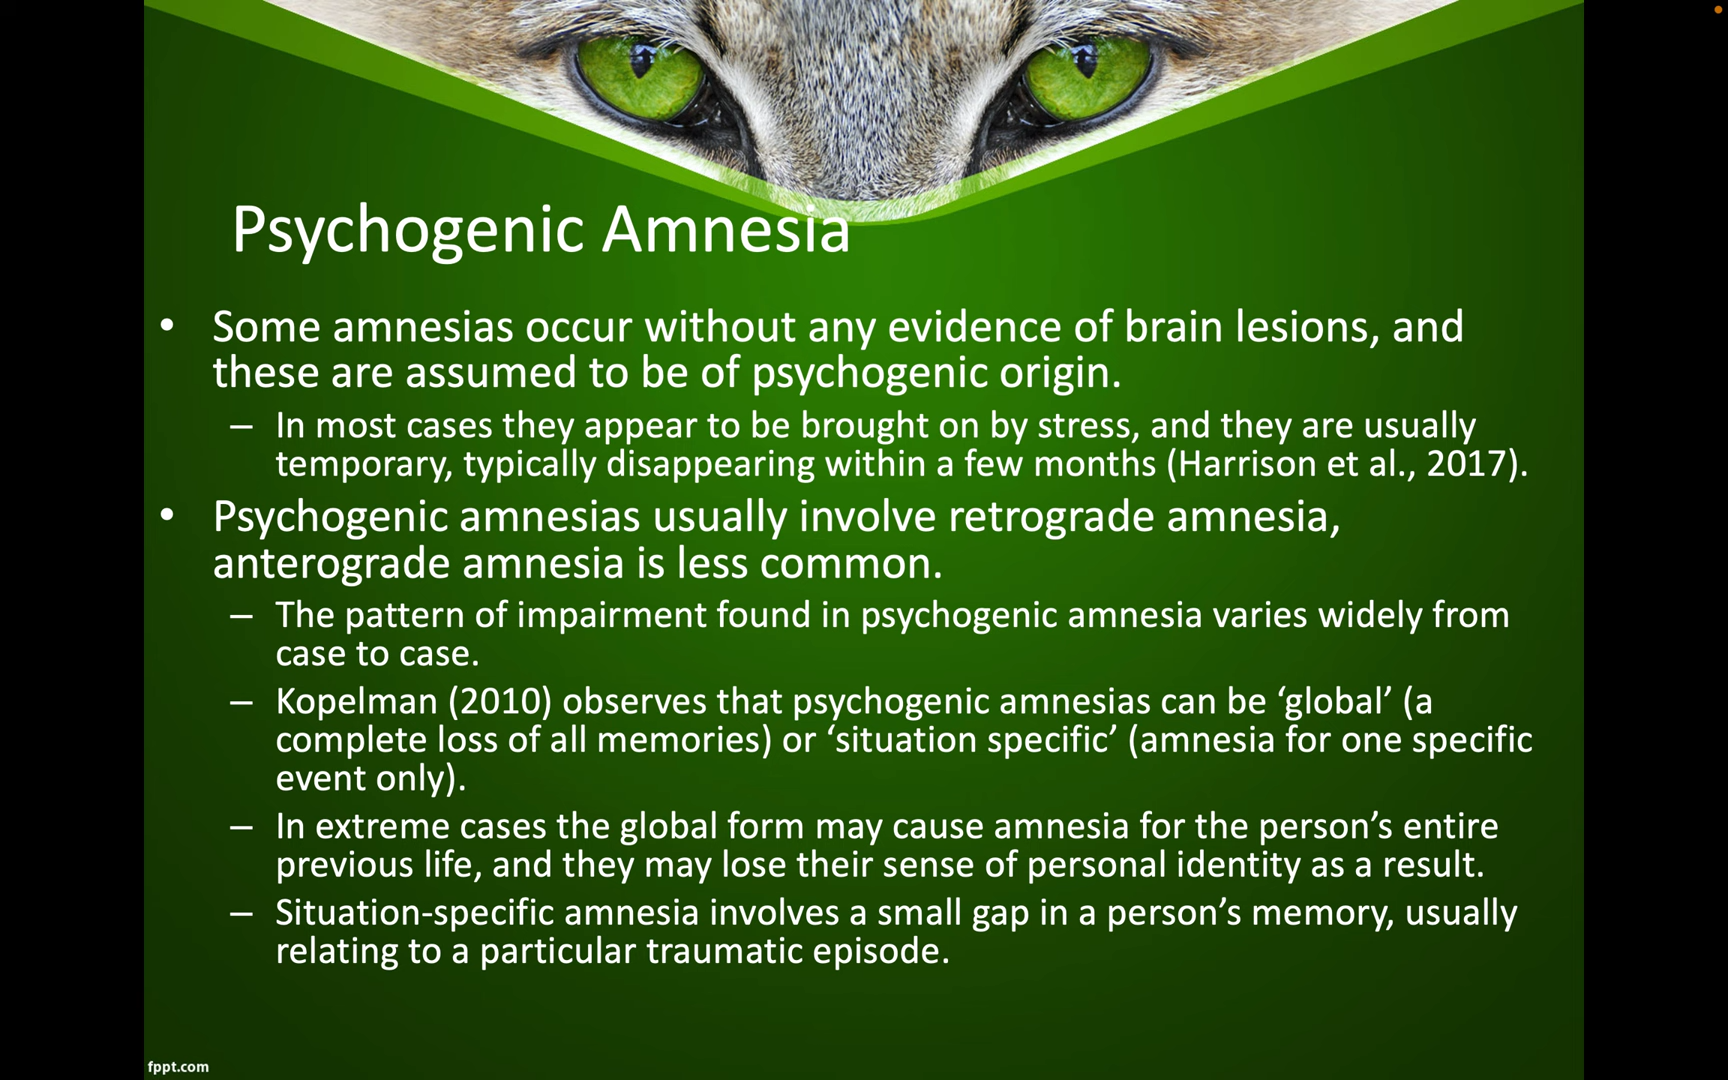 Psychogenic Amnesia
• Some amnesias occur without any evidence of brain lesions, and
these are assumed to be of psychogenic origin.
– In most cases they appear to be brought on by stress, and they are usually
temporary, typically disappearing within a few months (Harrison et al., 2017).
• Psychogenic amnesias usually involve retrograde amnesia,
anterograde amnesia is less common.
– The pattern of impairment found in psychogenic amnesia varies widely from
case to case.
– Kopelman (2010) observes that psychogenic amnesias can be ‘global’ (a
complete loss of all memories) or ‘situation specific’ (amnesia for one specific
event only).
– In extreme cases the global form may cause amnesia for the person’s entire
previous life, and they may lose their sense of personal identity as a result.
– Situation-specific amnesia involves a small gap in a person’s memory, usually
relating to a particular traumatic episode.
fppt.com